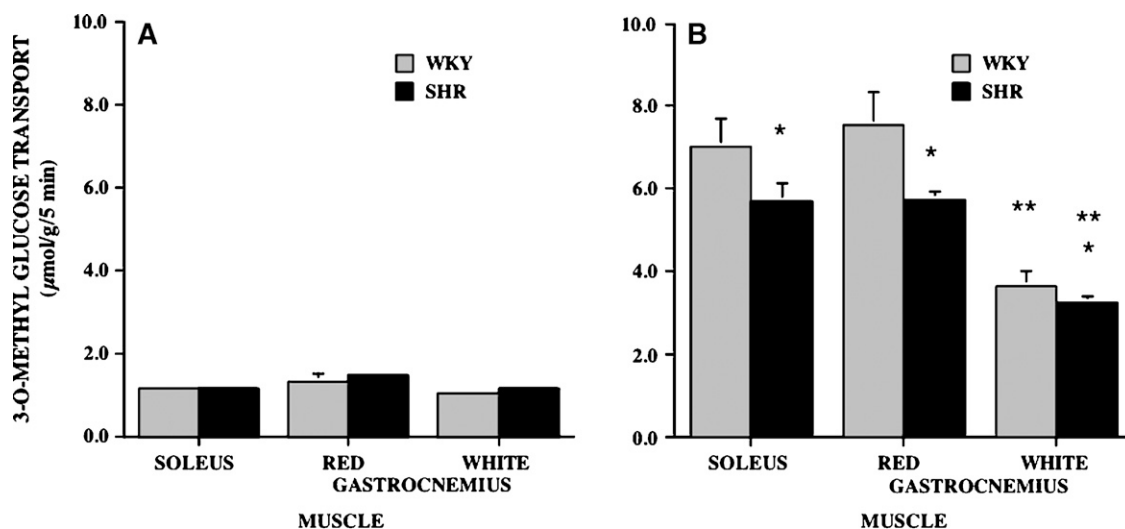 3-O-METHYL GLUCOSE TRANSPORT
(μmol/g/5 min)
A
10.0
8.0
6.0
4.0
2.0
0.0
WKY
SHR
SOLEUS RED WHITE
GASTROCNEMIUS
MUSCLE
B
10.0
8.0
6.0
4.0
2.0
0.0
WKY
SHR
*
*
**
**
*
SOLEUS RED WHITE
GASTROCNEMIUS
MUSCLE